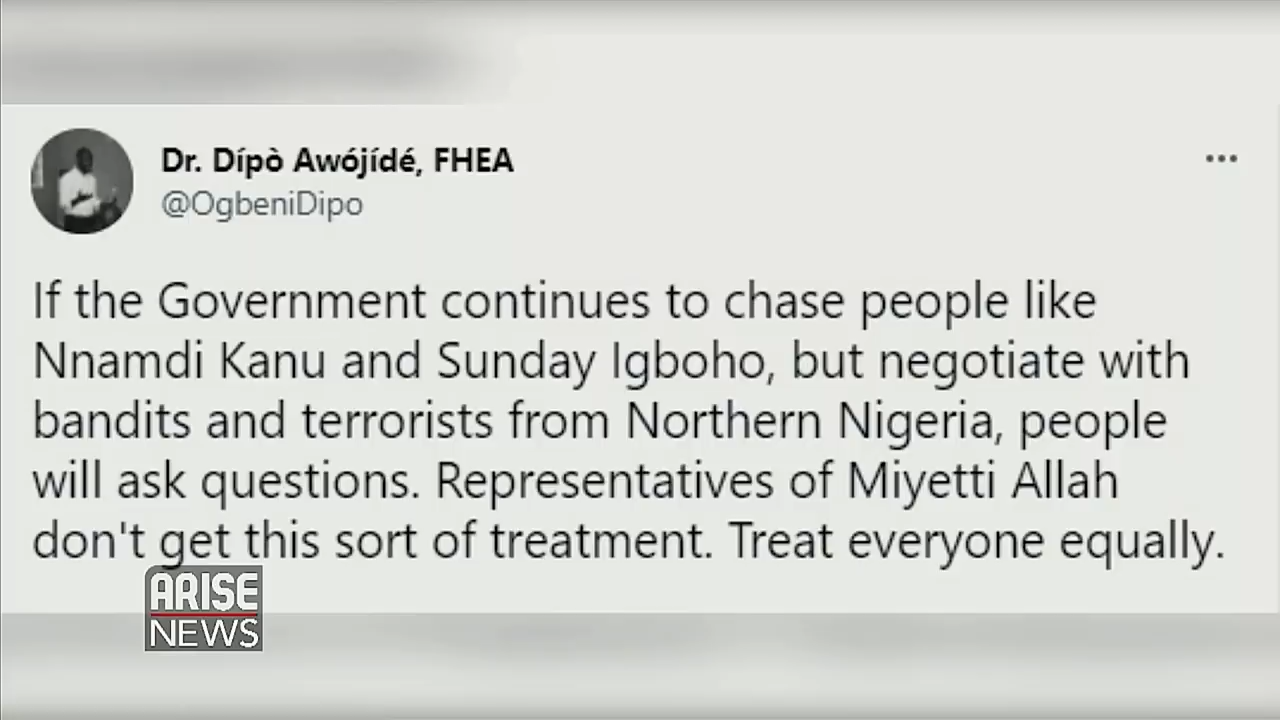 Dr. Dípò Awójídé, FHEA
@OgbeniDipo
If the Government continues to chase people like
Nnamdi Kanu and Sunday Igboho, but negotiate with
bandits and terrorists from Northern Nigeria, people
will ask questions. Representatives of Miyetti Allah
don't get this sort of treatment. Treat everyone equally.
ARISE
NEWS